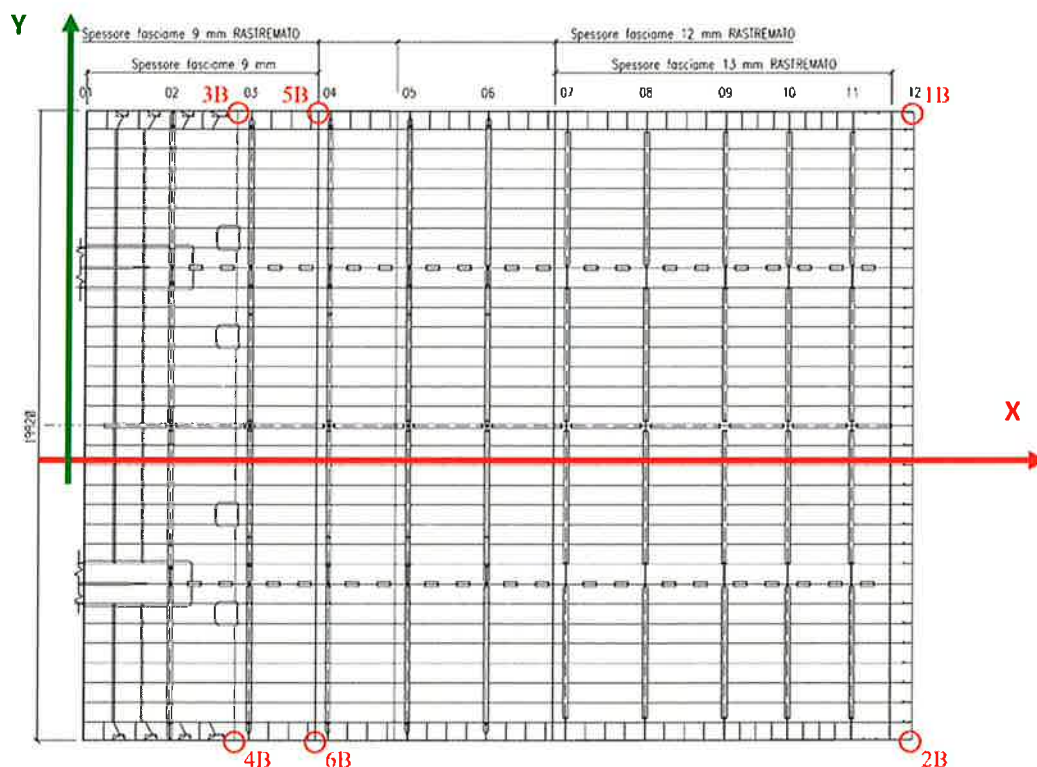 Y
Spessore fasciame 9 mm RASTREMATO
Spessore fasciame 12 mm RASTREMATO
Spessore fasciame 9 mm
Spessore fasciame 13 mm RASTREMATO
01 02 3B 03 5B 04 05 06 07 08 09 10 11 12 1B
X
19920
4B 6B 2B